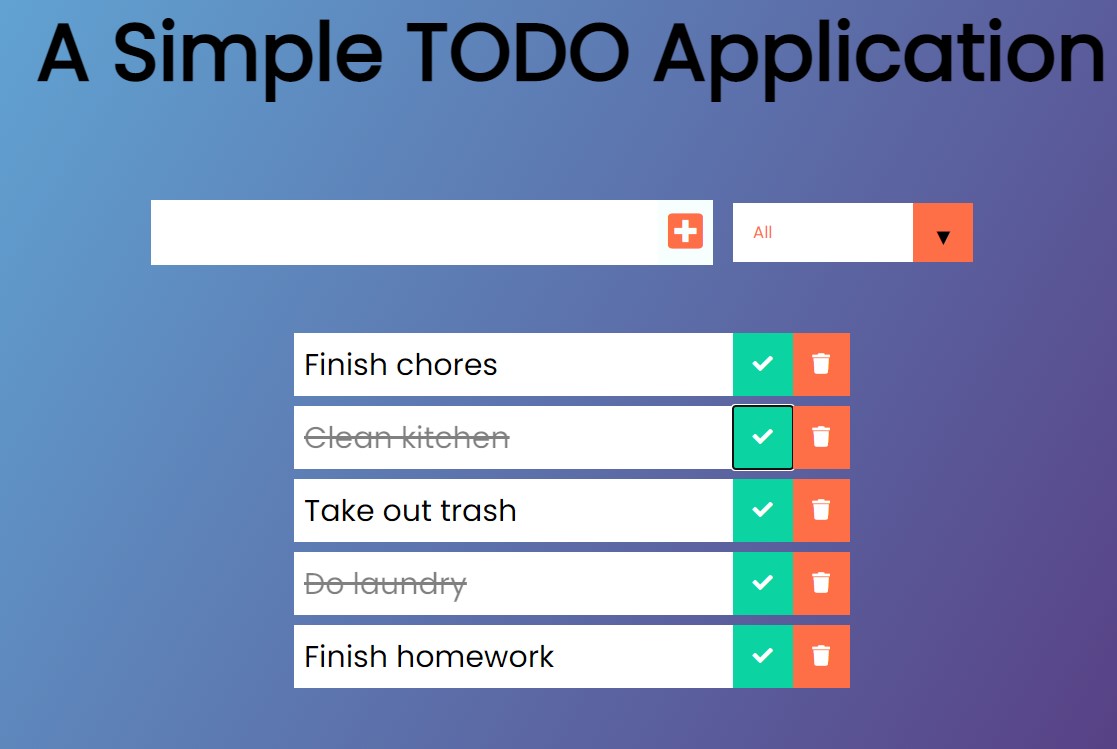 A Simple TODO Application
All
Finish chores
Clean kitchen
Take out trash
Do laundry
Finish homework